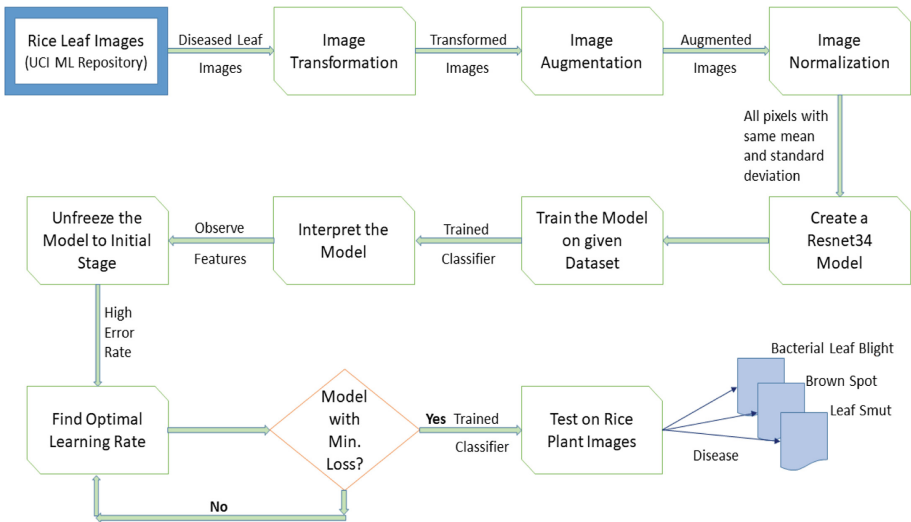 Rice Leaf Images
(UCI ML Repository)
Diseased Leaf
Images
Image
Transformation
Transformed
Images
Image
Augmentation
Augmented
Images
Image
Normalization
All pixels with
same mean
and standard
deviation
Create a
Resnet34
Model
Train the Model
on given
Dataset
Trained
Classifier
Interpret the
Model
Observe
Features
Unfreeze the
Model to Initial
Stage
High
Error
Rate
Find Optimal
Learning Rate
Model
with
Min.
Loss?
No
Yes Trained
Classifier
Test on Rice
Plant Images
Disease
Bacterial Leaf Blight
Brown Spot
Leaf Smut